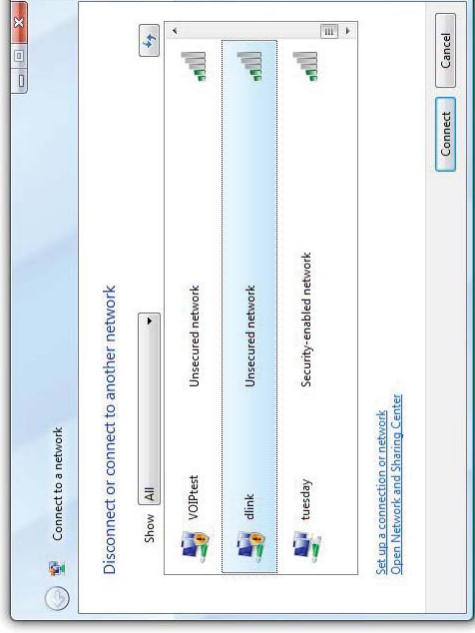 Connect to a network
Disconnect or connect to another network
Show All
VOIPtest Unsecured network
dlink Unsecured network
tuesday Security-enabled network
Set up a connection or network
Open Network and Sharing Center
Connect Cancel